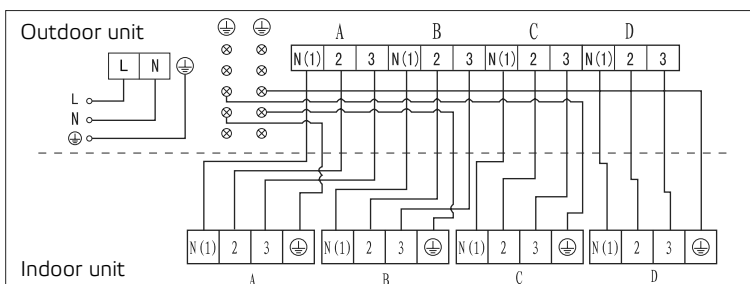 Outdoor unit
A B C D
L N
N(1) 2 3 N(1) 2 3 N(1) 2 3 N(1) 2 3
L
N
N(1) 2 3 N(1) 2 3 N(1) 2 3 N(1) 2 3
Indoor unit
A B C D